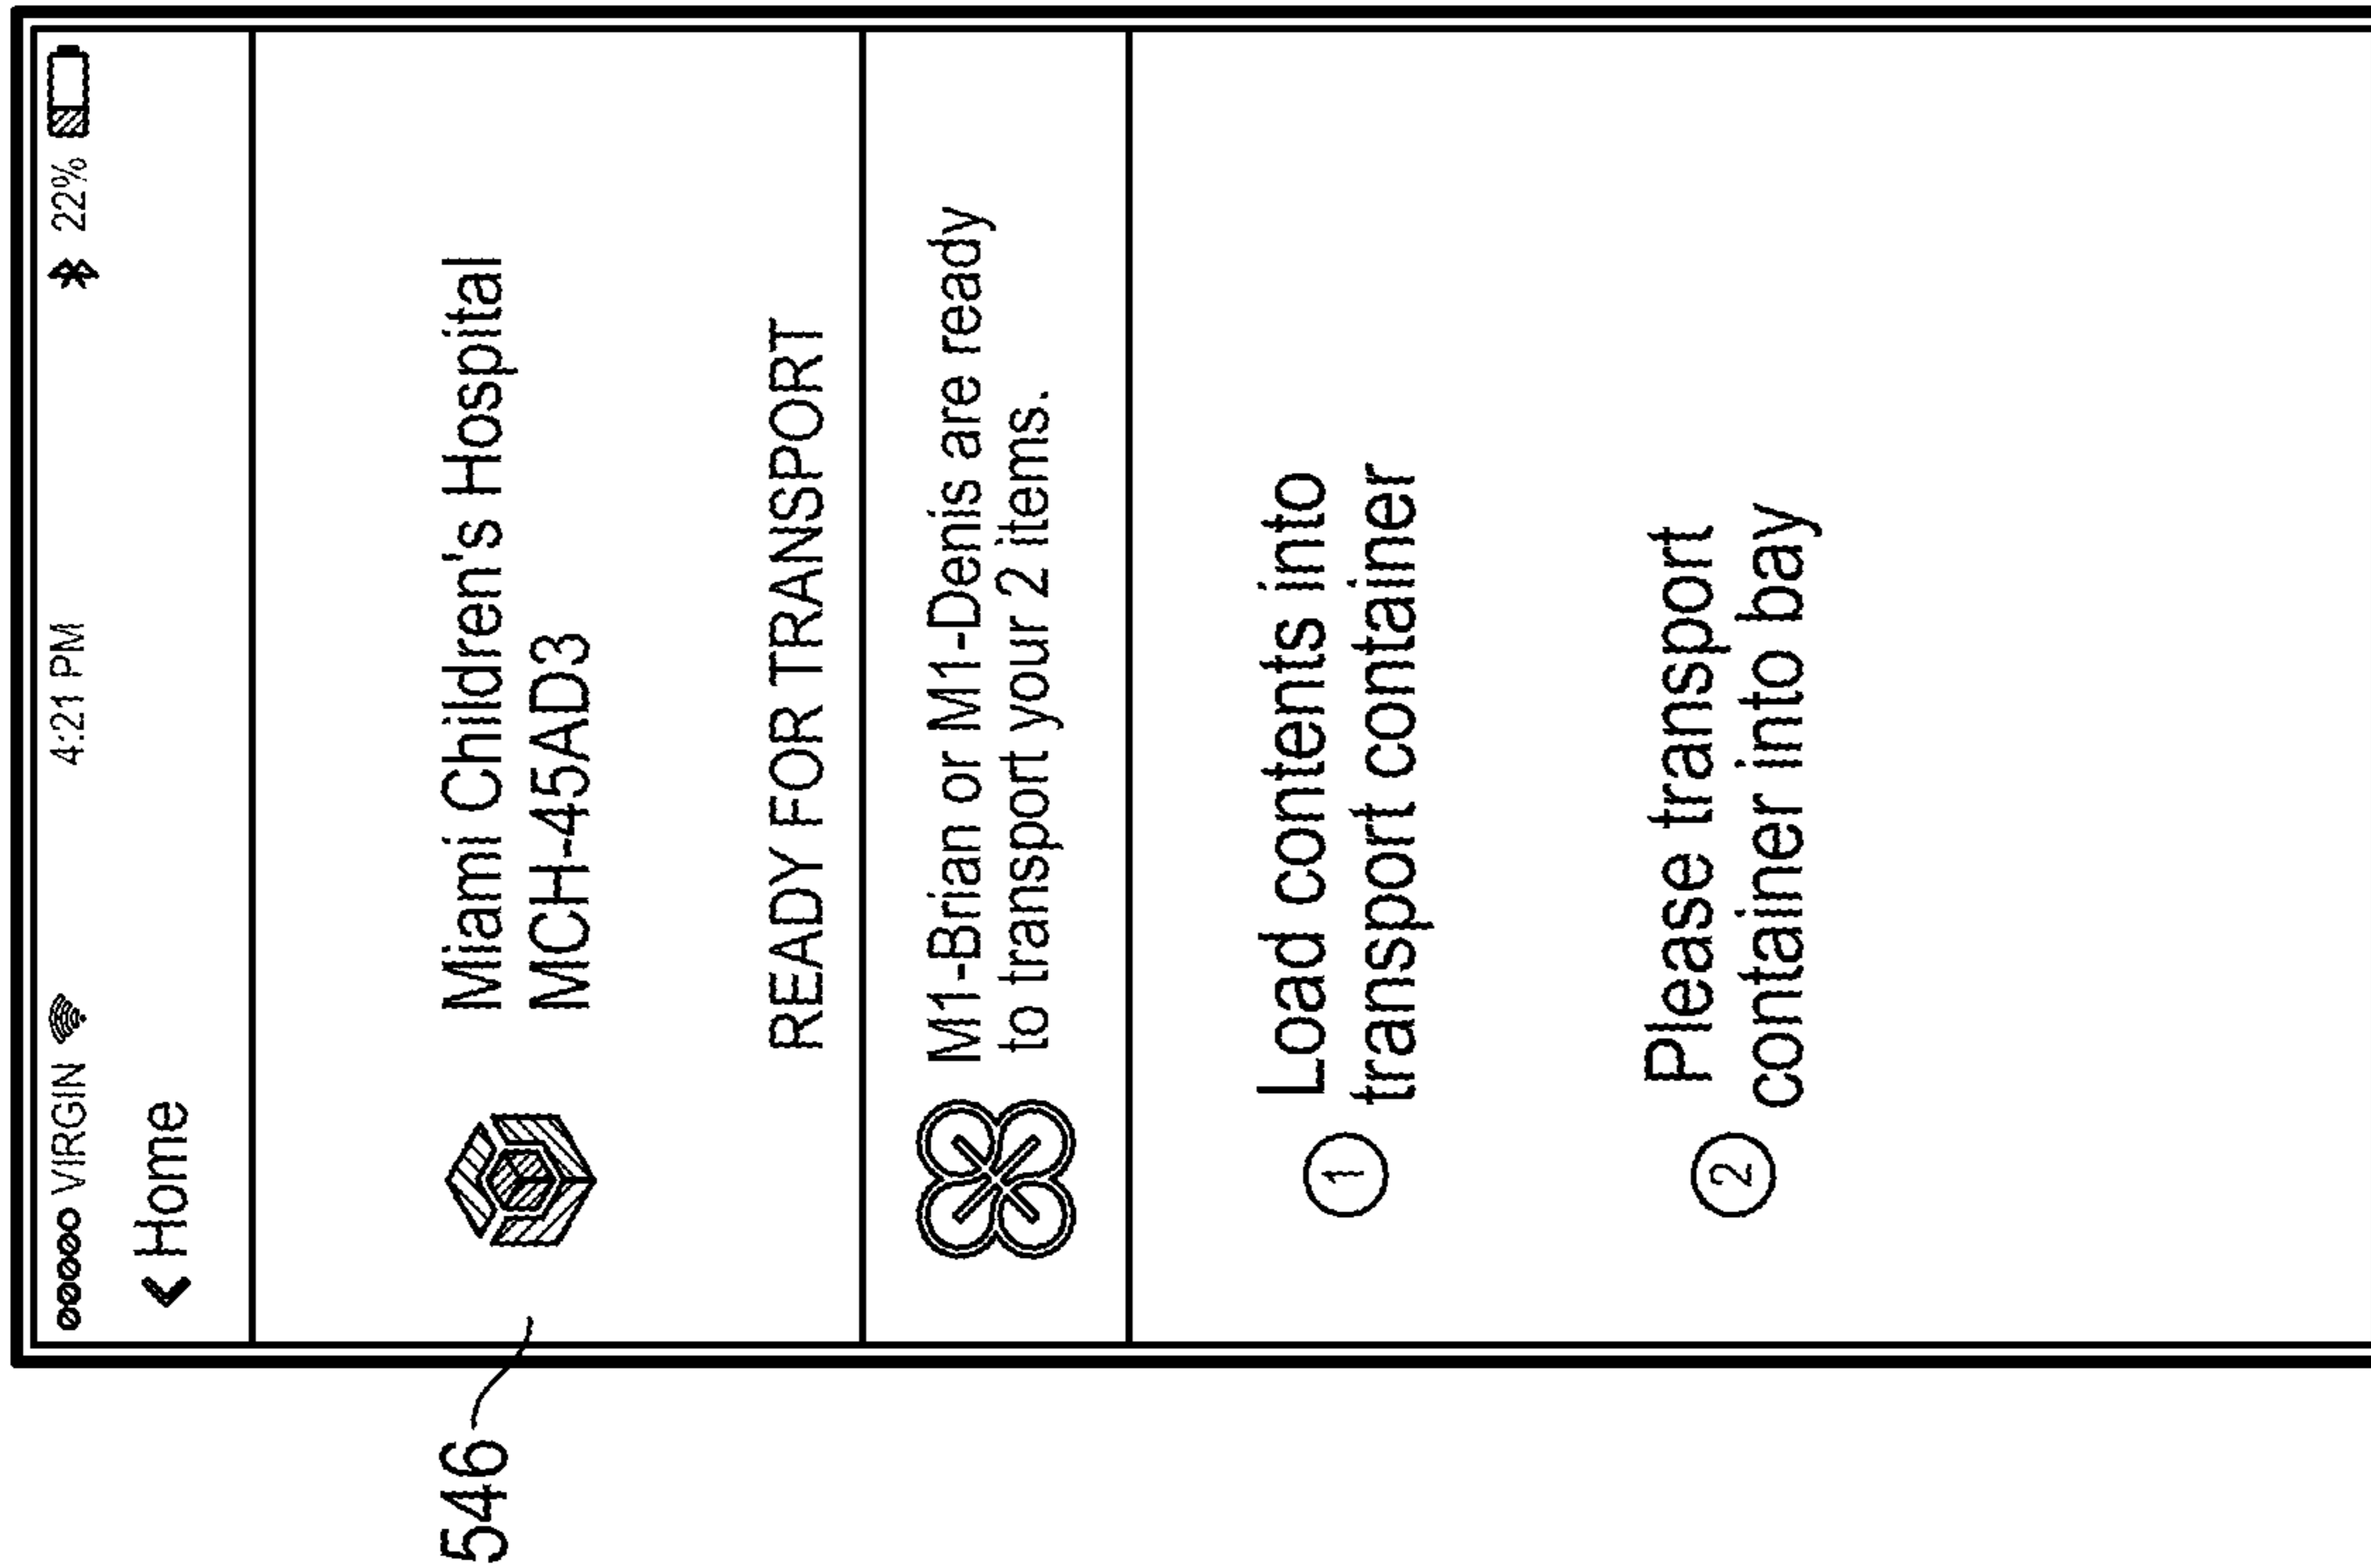 VIRGIN 4:21 PM 22%
Home
Miami Children's Hospital
MCH-45AD3
READY FOR TRANSPORT
M1-Brian or M1-Denis are ready
to transport your 2 items.
1 Load contents into
transport container
2 Please transport
container into bay
546